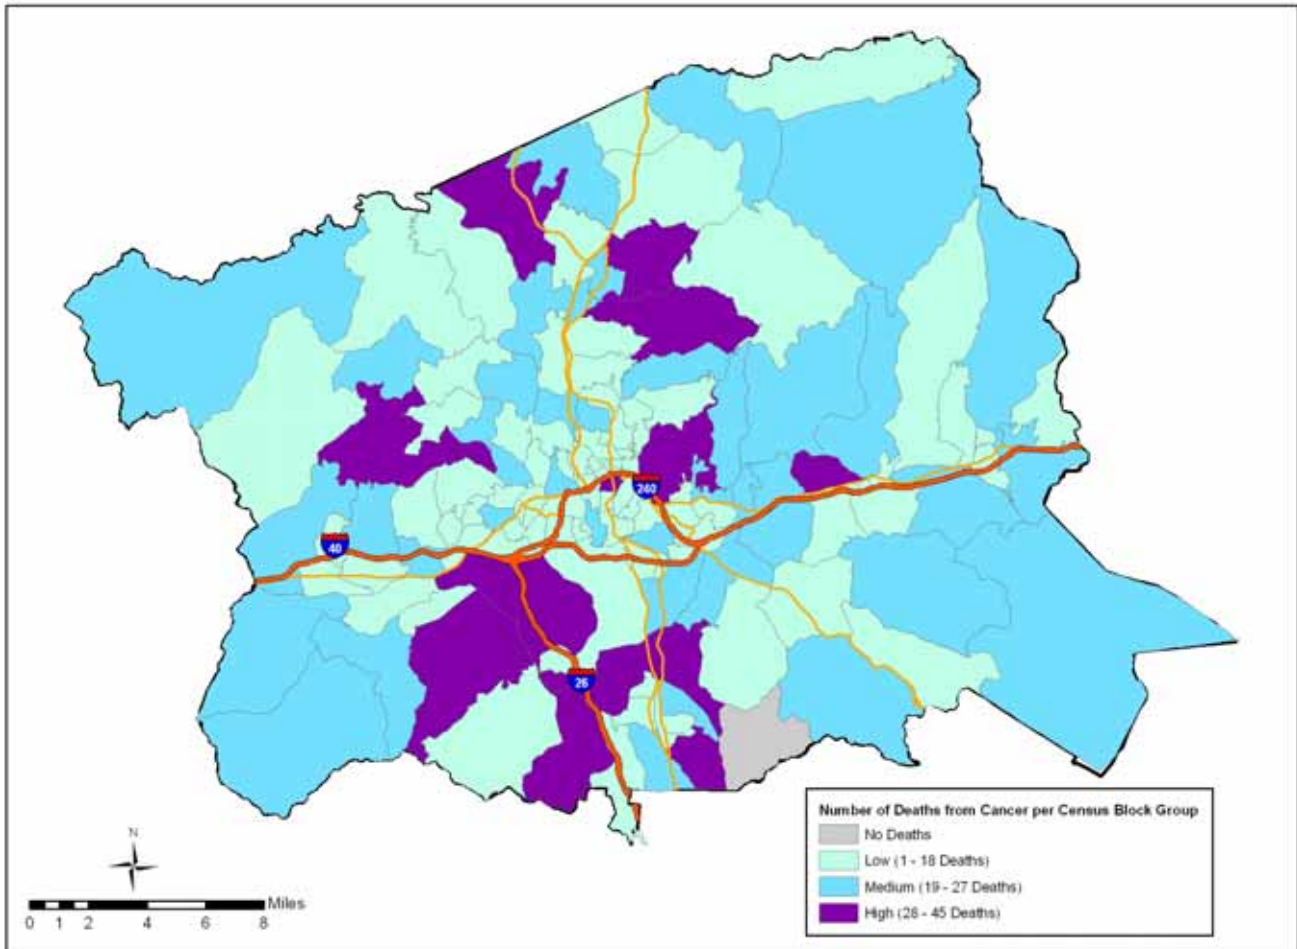 240
40
26
Number of Deaths from Cancer per Census Block Group
No Deaths
Low (1 - 18 Deaths)
Medium (19 - 27 Deaths)
High (28 - 45 Deaths)
N
Miles
0 1 2 4 6 8